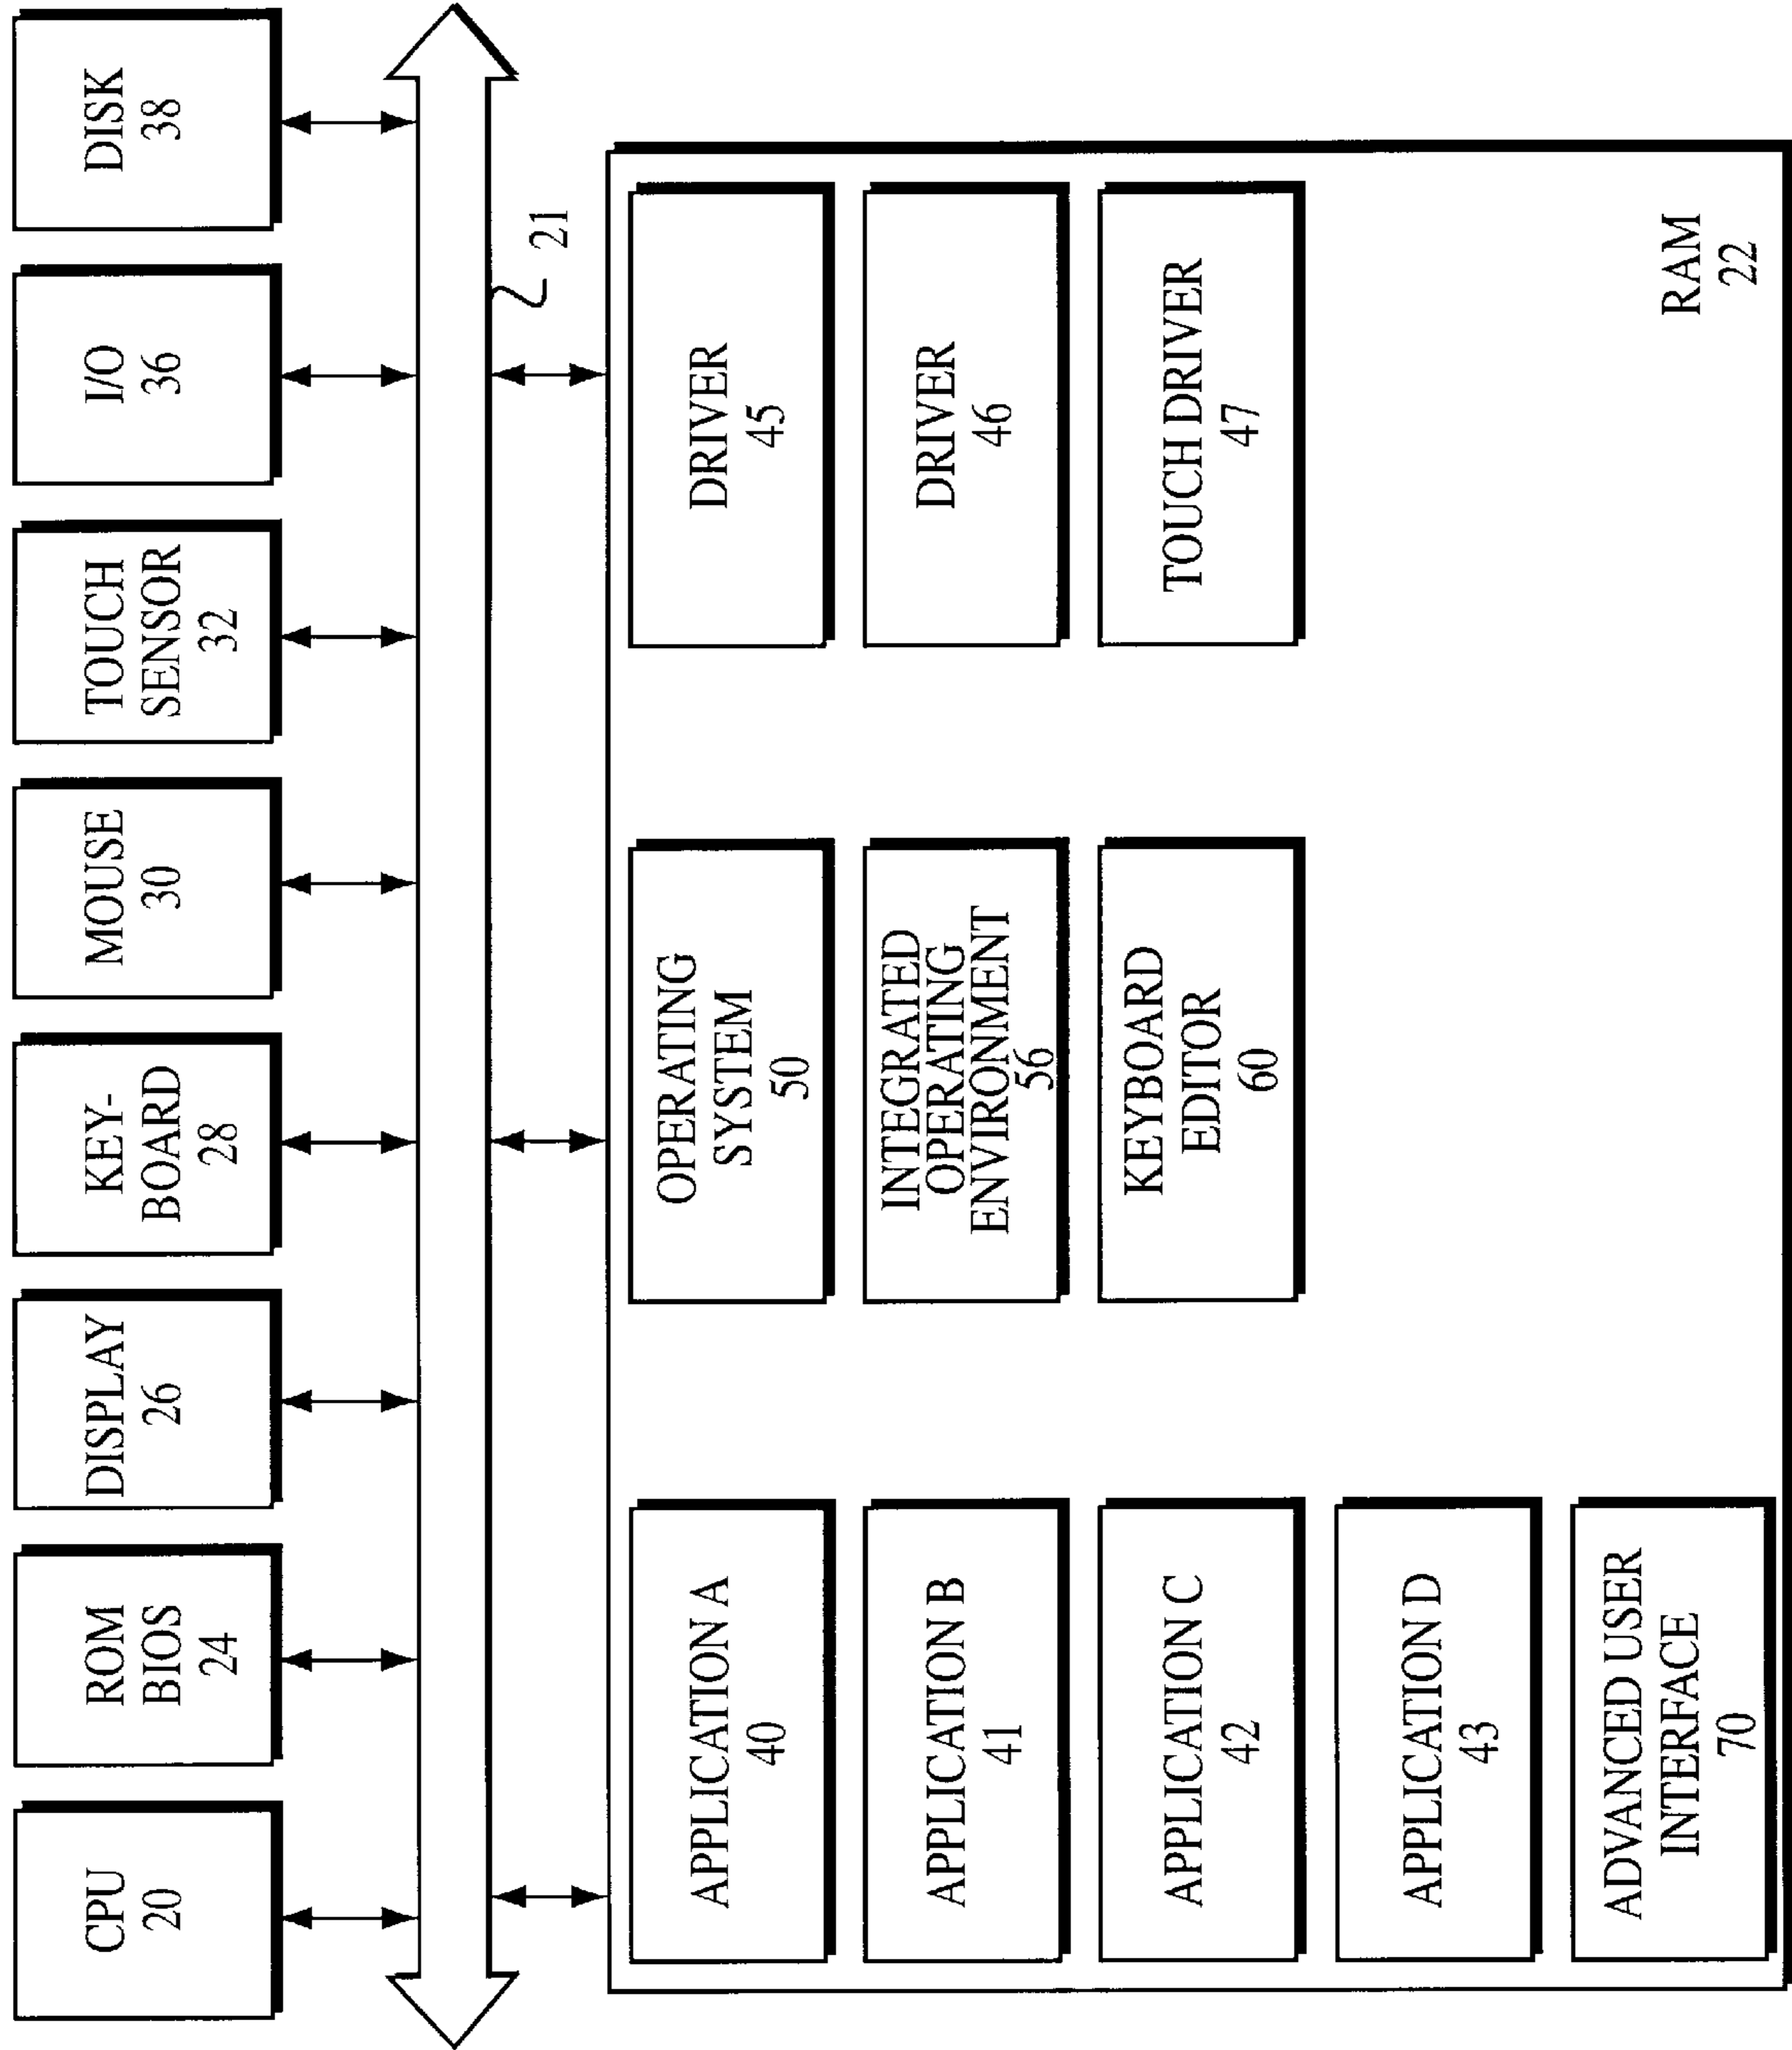 CPU
20
ROM
BIOS
24
DISPLAY
26
KEY-
BOARD
28
MOUSE
30
TOUCH
SENSOR
32
I/O
36
DISK
38
21
APPLICATION A
40
APPLICATION B
41
APPLICATION C
42
APPLICATION D
43
ADVANCED USER
INTERFACE
70
OPERATING
SYSTEM
50
INTEGRATED
OPERATING
ENVIRONMENT
56
KEYBOARD
EDITOR
60
DRIVER
45
DRIVER
46
TOUCH DRIVER
47
RAM
22